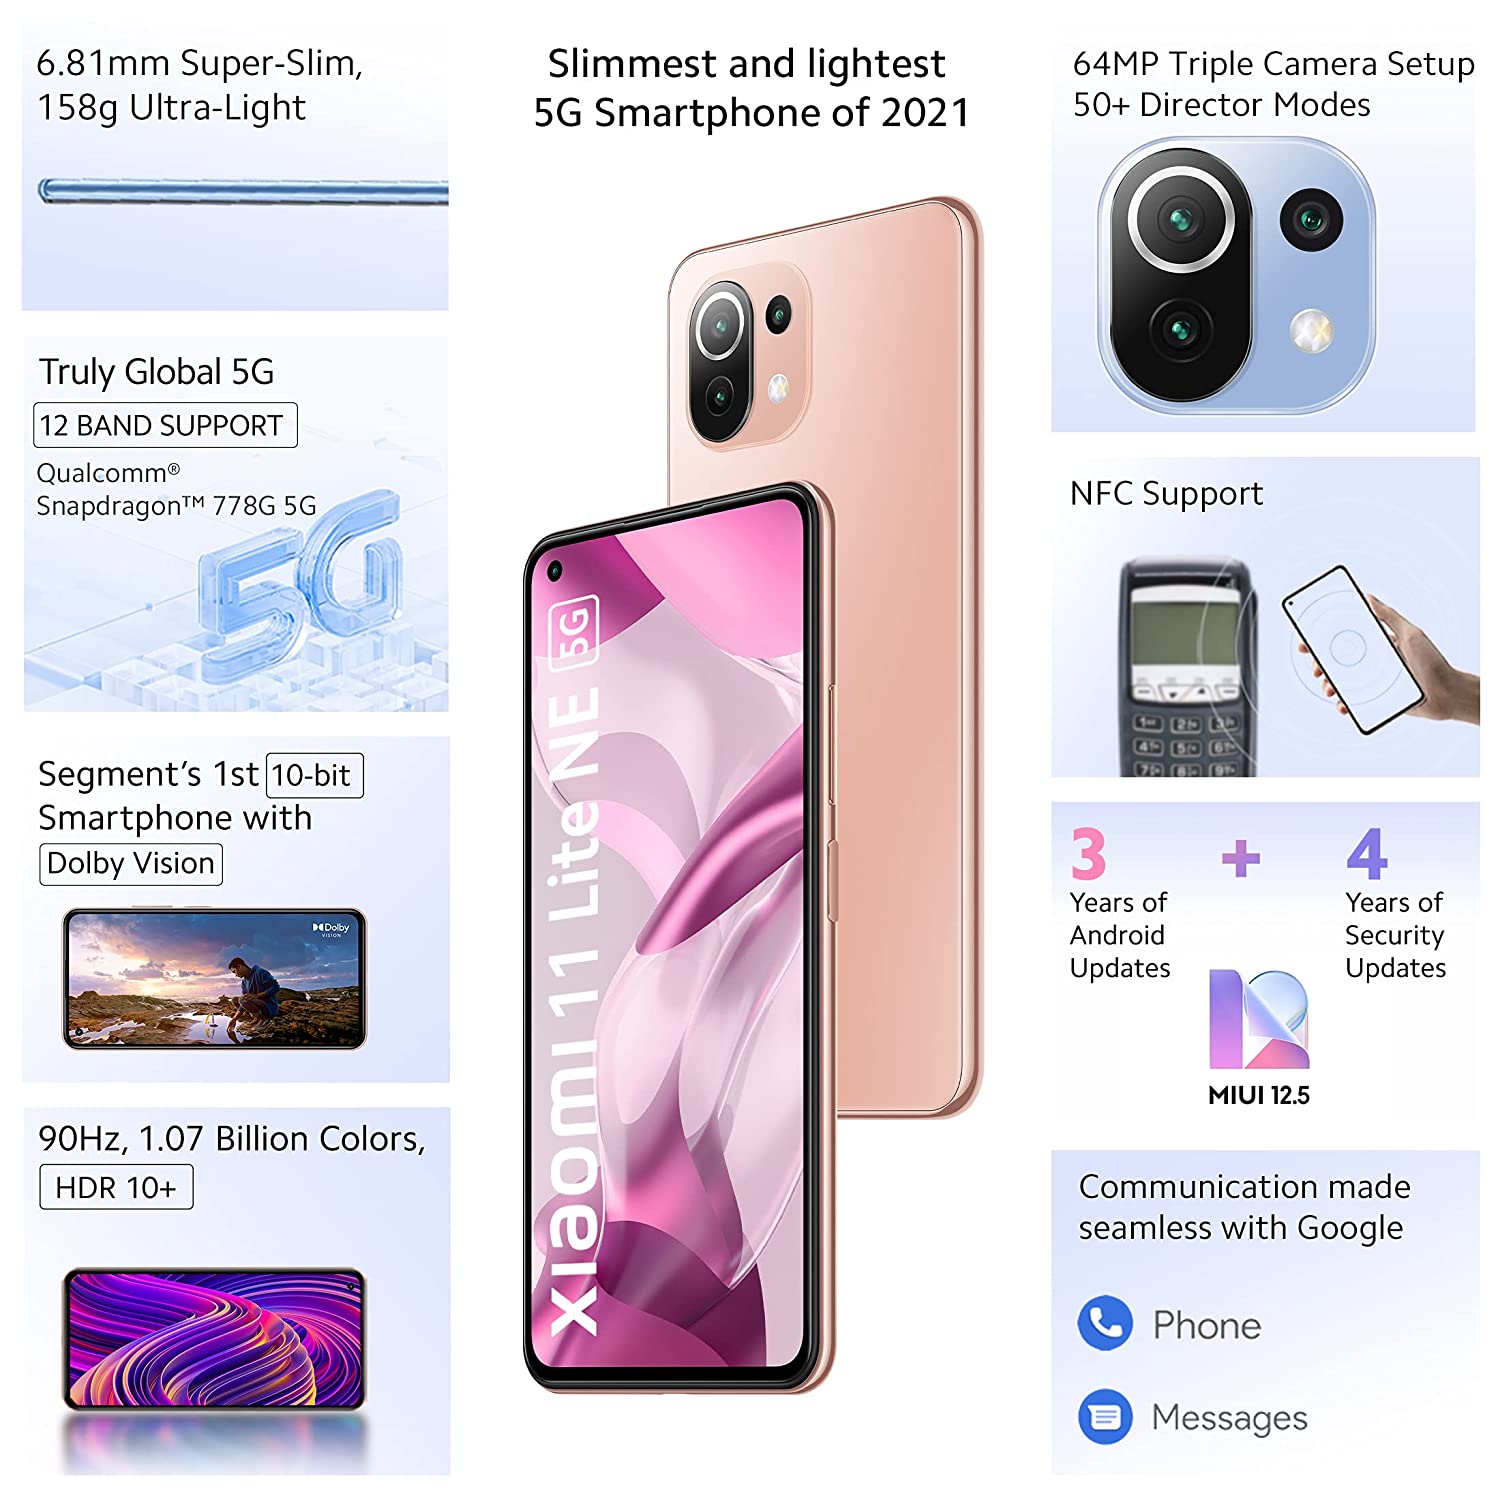 6.81mm Super-Slim,
158g Ultra-Light
Slimmest and lightest
5G Smartphone of 2021
64MP Triple Camera Setup
50+ Director Modes
Truly Global 5G
12 BAND SUPPORT
Qualcomm®
Snapdragon™ 778G 5G
5G
Segment's 1st 10-bit
Smartphone with
Dolby Vision
Dolby
VISION
90Hz, 1.07 Billion Colors,
HDR 10+
xiaomi 11 Lite NE 5G
NFC Support
3 + 4
Years of
Android
Updates
Years of
Security
Updates
MIUI 12.5
Communication made
seamless with Google
Phone
Messages